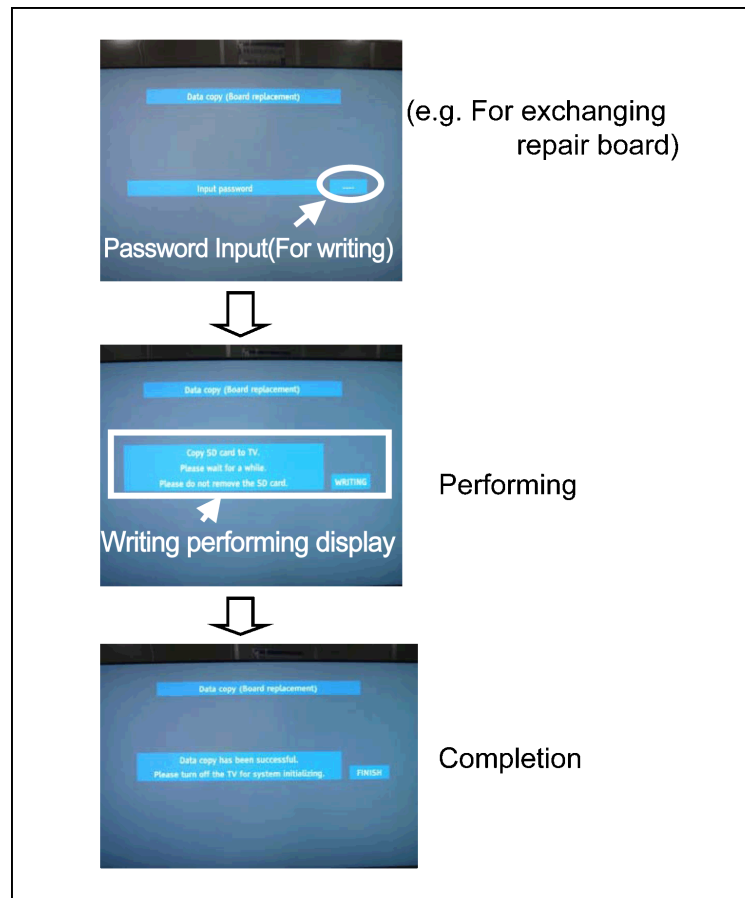 Data copy (Board replacement)
(e.g. For exchanging
repair board)
Input password
Password Input(For writing)
Data copy (Board replacement)
Copy SD card to TV.
Please wait for a while.
Please do not remove the SD card.
WRITING
Performing
Writing performing display
Data copy (Board replacement)
Data copy has been successful.
Please turn off the TV for system initializing.
FINISH
Completion